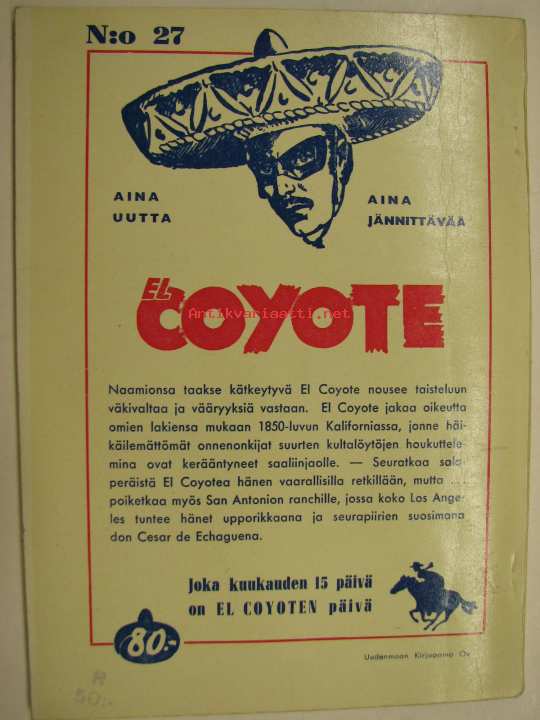 N:o 27
AINA
UUTTA
AINA
JÄNNITTÄVÄÄ
EL
COYOTE
Antikvariaatti.net
Naamionsa taakse kätkeytyvä El Coyote nousee taisteluun
väkivaltaa ja vääryyksiä vastaan. El Coyote jakaa oikeutta
omien lakiensa mukaan 1850-luvun Kaliforniassa, jonne häi-
käilemättömät onnenonkijat suurten kultalöytöjen houkuttele-
mina ovat kerääntyneet saaliinjaolle. — Seuratkaa sala-
peräistä El Coyotea hänen vaarallisilla retkillään, mutta ...
poiketkaa myös San Antonion ranchille, jossa koko Los Ange-
les tuntee hänet upporikkaana ja seurapiirien suosimana
don Cesar de Echaguena.
Joka kuukauden 15 päivä
on EL COYOTEN päivä
80:-
Uudenmaan Kirjapaino Oy
R
50:-